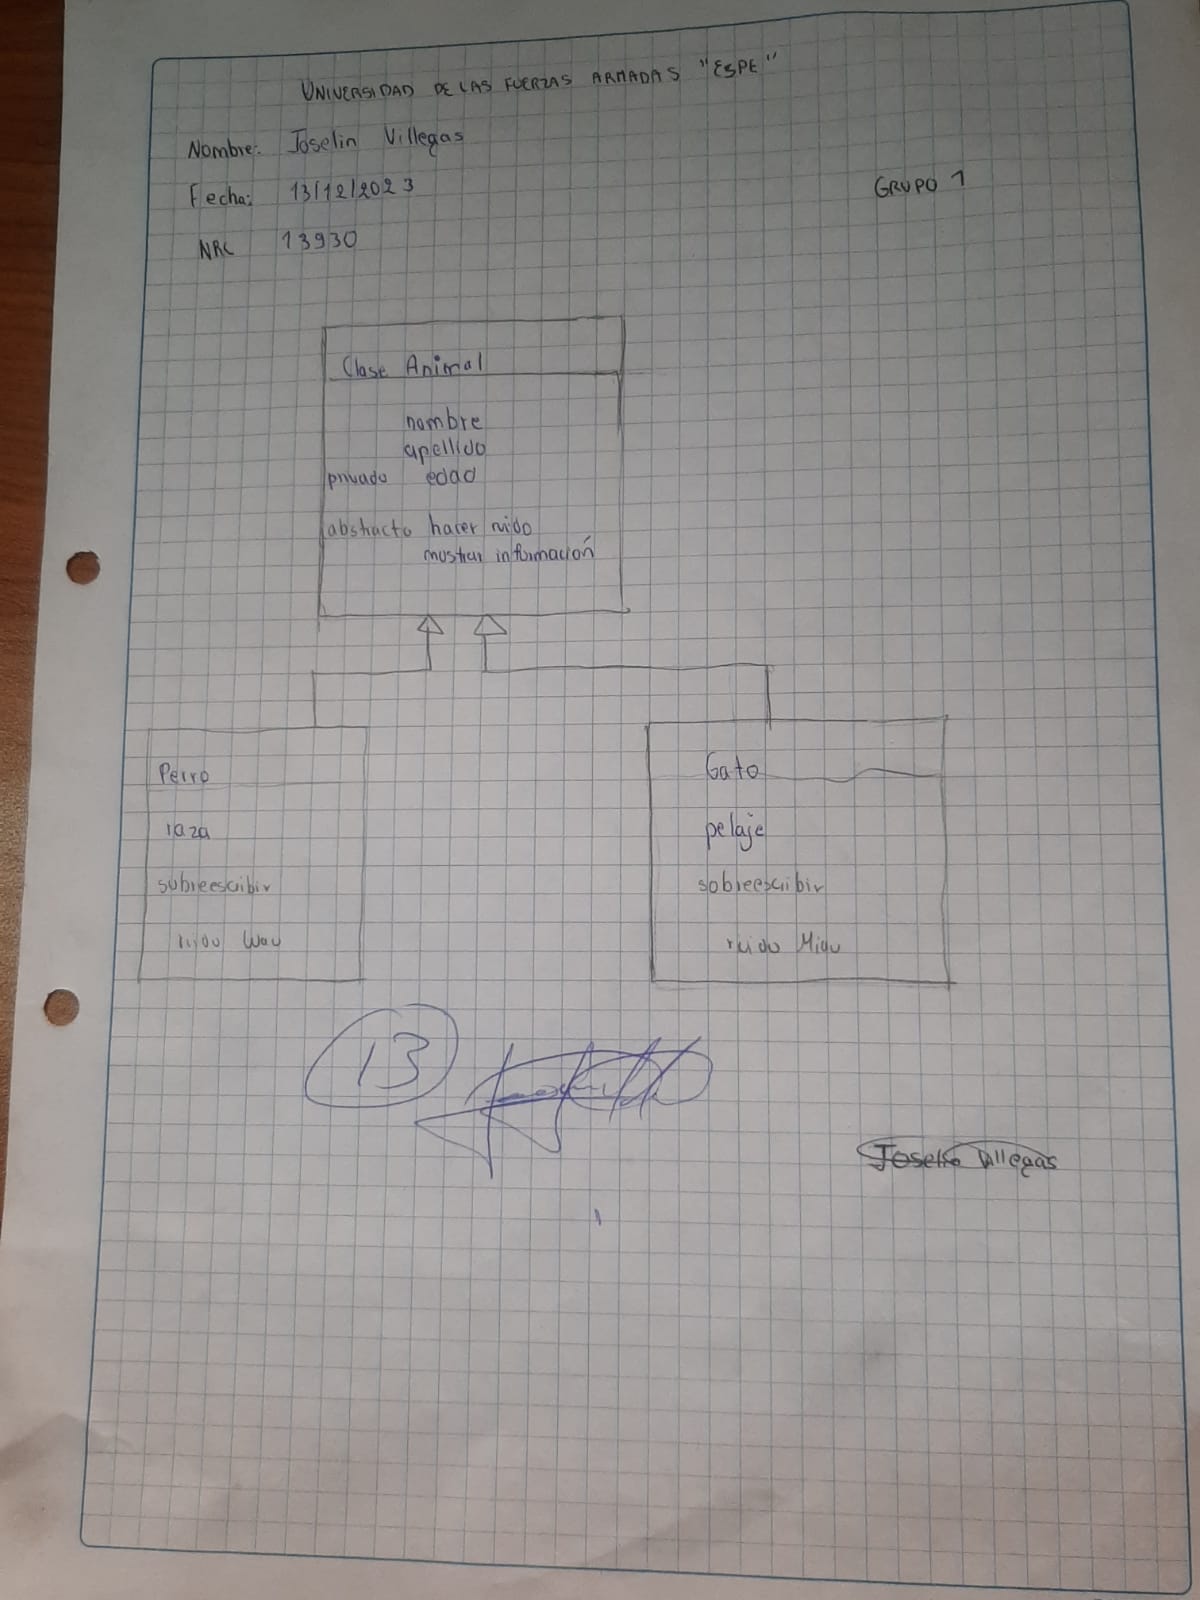 UNIVERSIDAD DE LAS FUERZAS ARMADAS "ESPE"
Nombre: Joselin Villegas
Fecha: 13/12/2023
GRUPO 1
NRC 13930
Clase Animal
nombre
apellido
privado edad
abstracto hacer ruido
mostrar información
Perro
raza
sobreescibir
ruido Wau
Gato
pelaje
sobreescribir
ruido Miau
13
Joselin Villegas